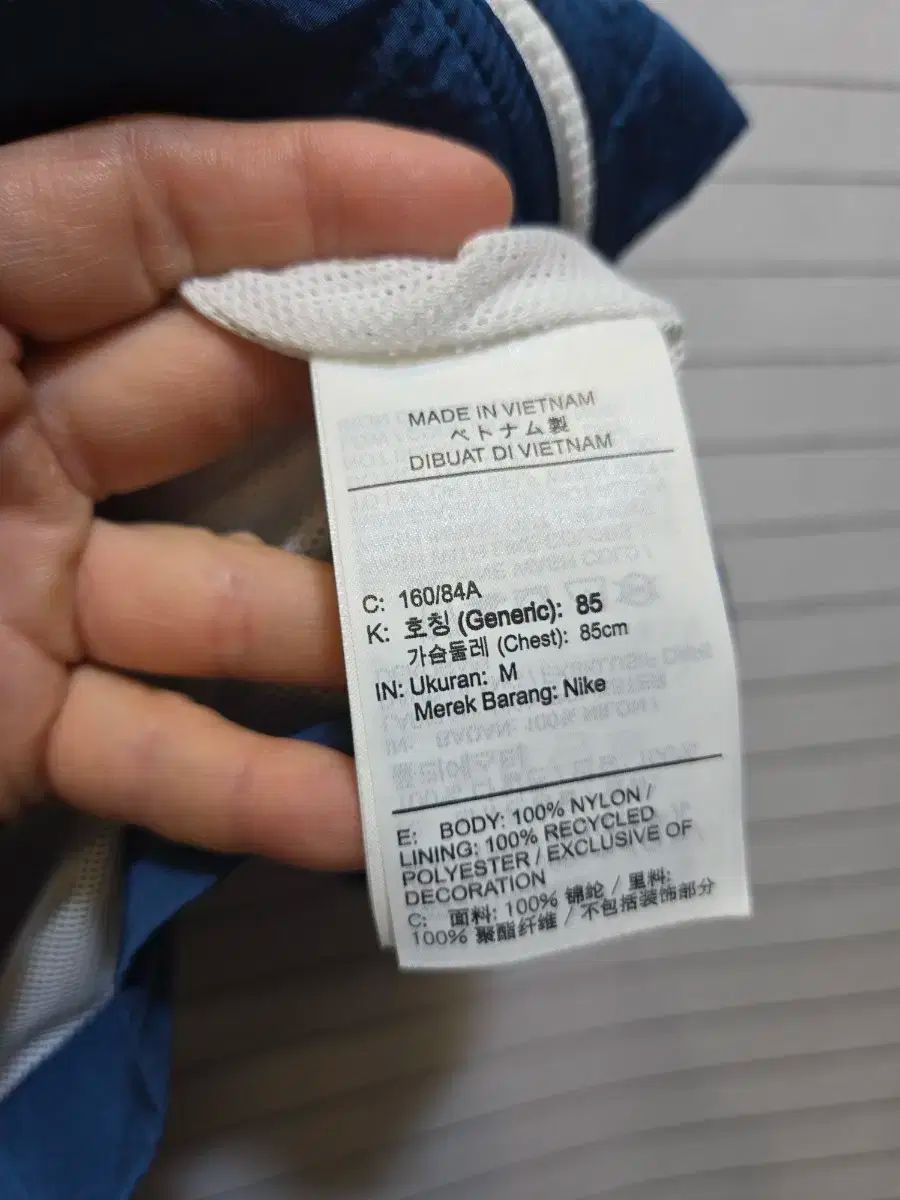 MADE IN VIETNAM
ベトナム製
DIBUAT DI VIETNAM
C: 160/84A
K: 호칭 (Generic): 85
가슴둘레 (Chest): 85cm
IN: Ukuran: M
Merek Barang: Nike
E: BODY: 100% NYLON /
LINING: 100% RECYCLED
POLYESTER / EXCLUSIVE OF
DECORATION
C: 面料: 100% 锦纶 / 里料:
100% 聚酯纤维 / 不包括装饰部分